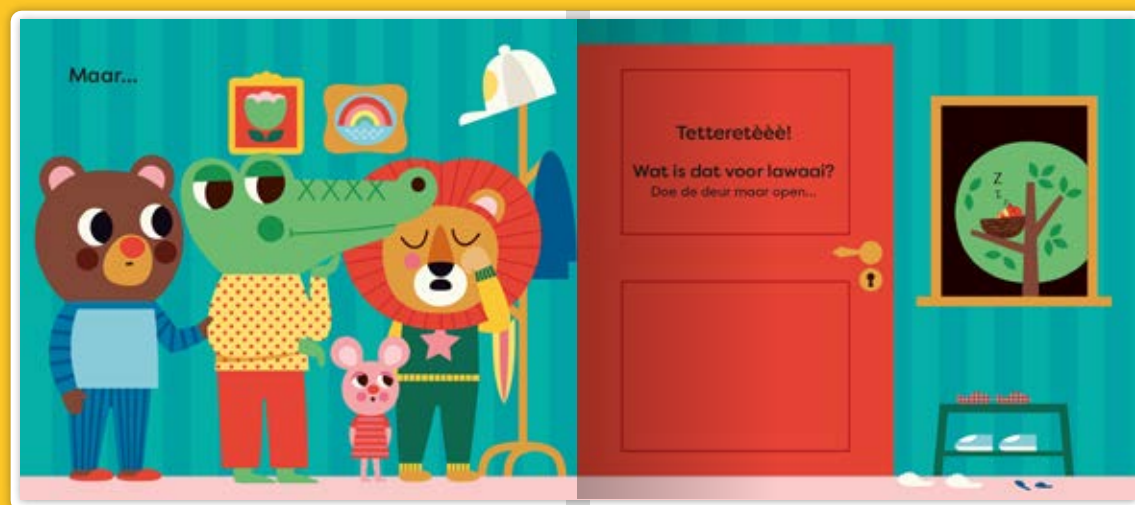 Maar...
Tetteretèèè!
Wat is dat voor lawaai?
Doe de deur maar open...
Z
z